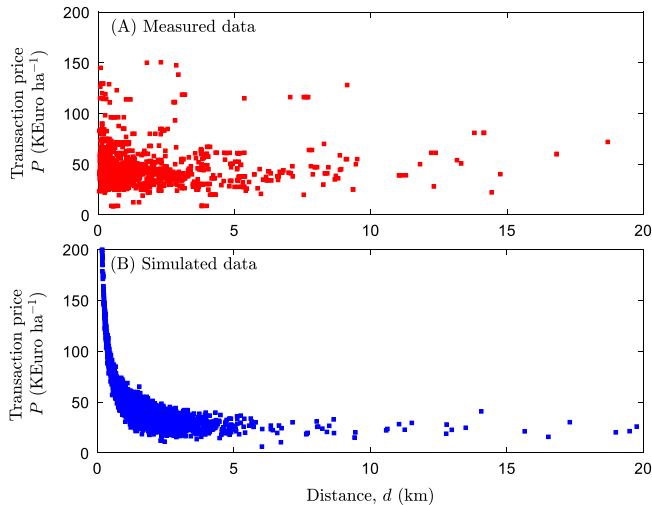 (A) Measured data
Transaction price
P (KEuro ha⁻¹)
200
150
100
50
0
0 5 10 15 20
(B) Simulated data
Transaction price
P (KEuro ha⁻¹)
200
150
100
50
0
0 5 10 15 20
Distance, d (km)